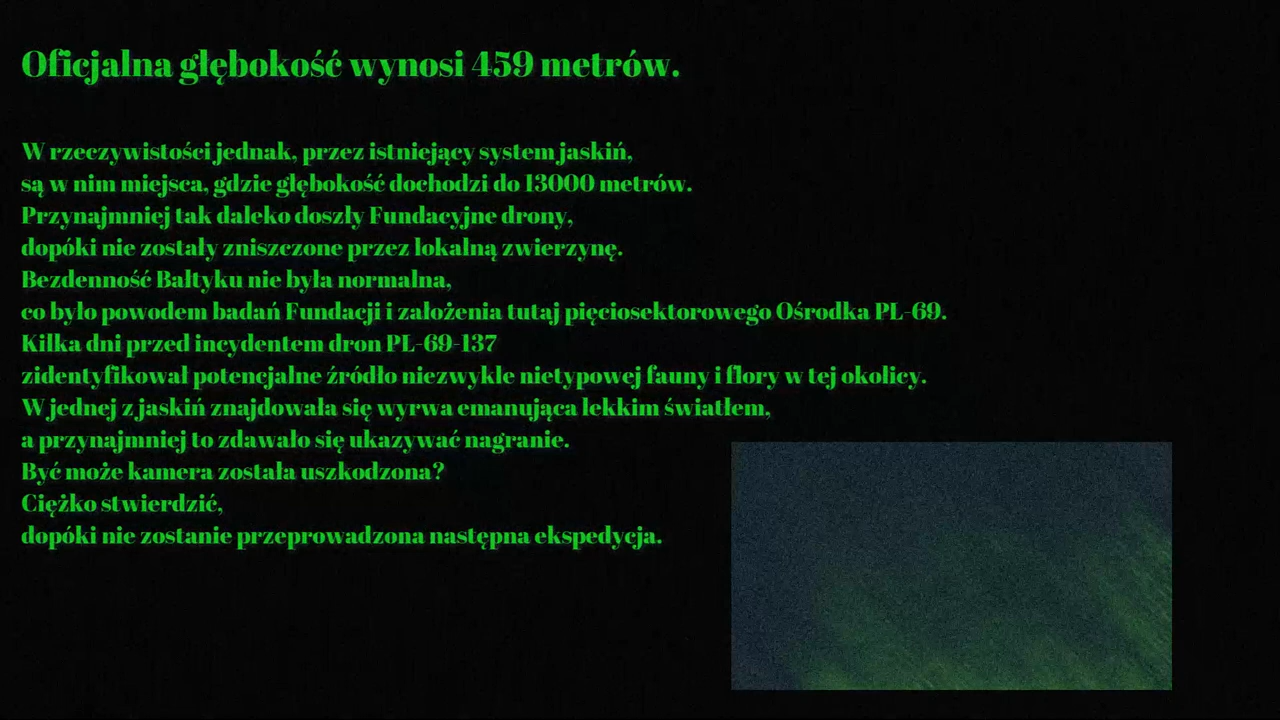 Oficjalna głębokość wynosi 459 metrów.
W rzeczywistości jednak, przez istniejący system jaskiń,
są w nim miejsca, gdzie głębokość dochodzi do 13000 metrów.
Przynajmniej tak daleko doszły Fundacyjne drony,
dopóki nie zostały zniszczone przez lokalną zwierzynę.
Bezdenność Bałtyku nie była normalna,
co było powodem badań Fundacji i założenia tutaj pięciosektorowego Ośrodka PL-69.
Kilka dni przed incydentem dron PL-69-137
zidentyfikował potencjalne źródło niezwykle nietypowej fauny i flory w tej okolicy.
W jednej z jaskiń znajdowała się wyrwa emanująca lekkim światłem,
a przynajmniej to zdawało się ukazywać nagranie.
Być może kamera została uszkodzona?
Ciężko stwierdzić,
dopóki nie zostanie przeprowadzona następna ekspedycja.